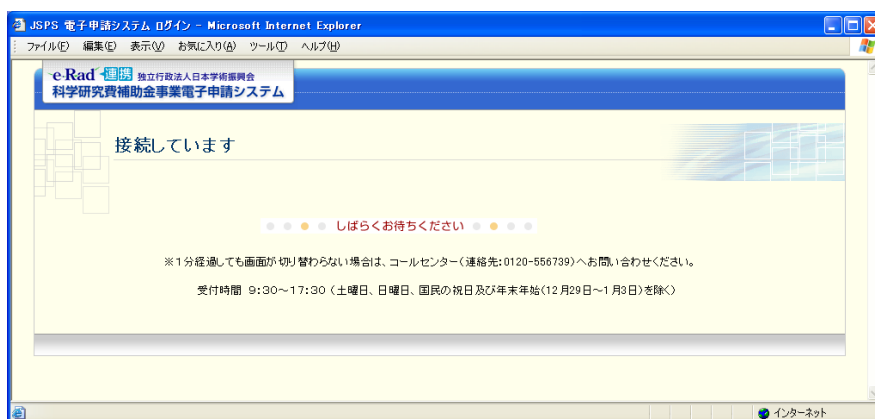 JSPS 電子申請システム ログイン - Microsoft Internet Explorer
ファイル(F) 編集(E) 表示(V) お気に入り(A) ツール(T) ヘルプ(H)
e-Rad 連携 独立行政法人日本学術振興会
科学研究費補助金事業電子申請システム
接続しています
しばらくお待ちください
※1分経過しても画面が切り替わらない場合は、コールセンター(連絡先:0120-556739)へお問い合わせください。
受付時間 9:30～17:30 (土曜日、日曜日、国民の祝日及び年末年始(12月29日～1月3日)を除く)
インターネット